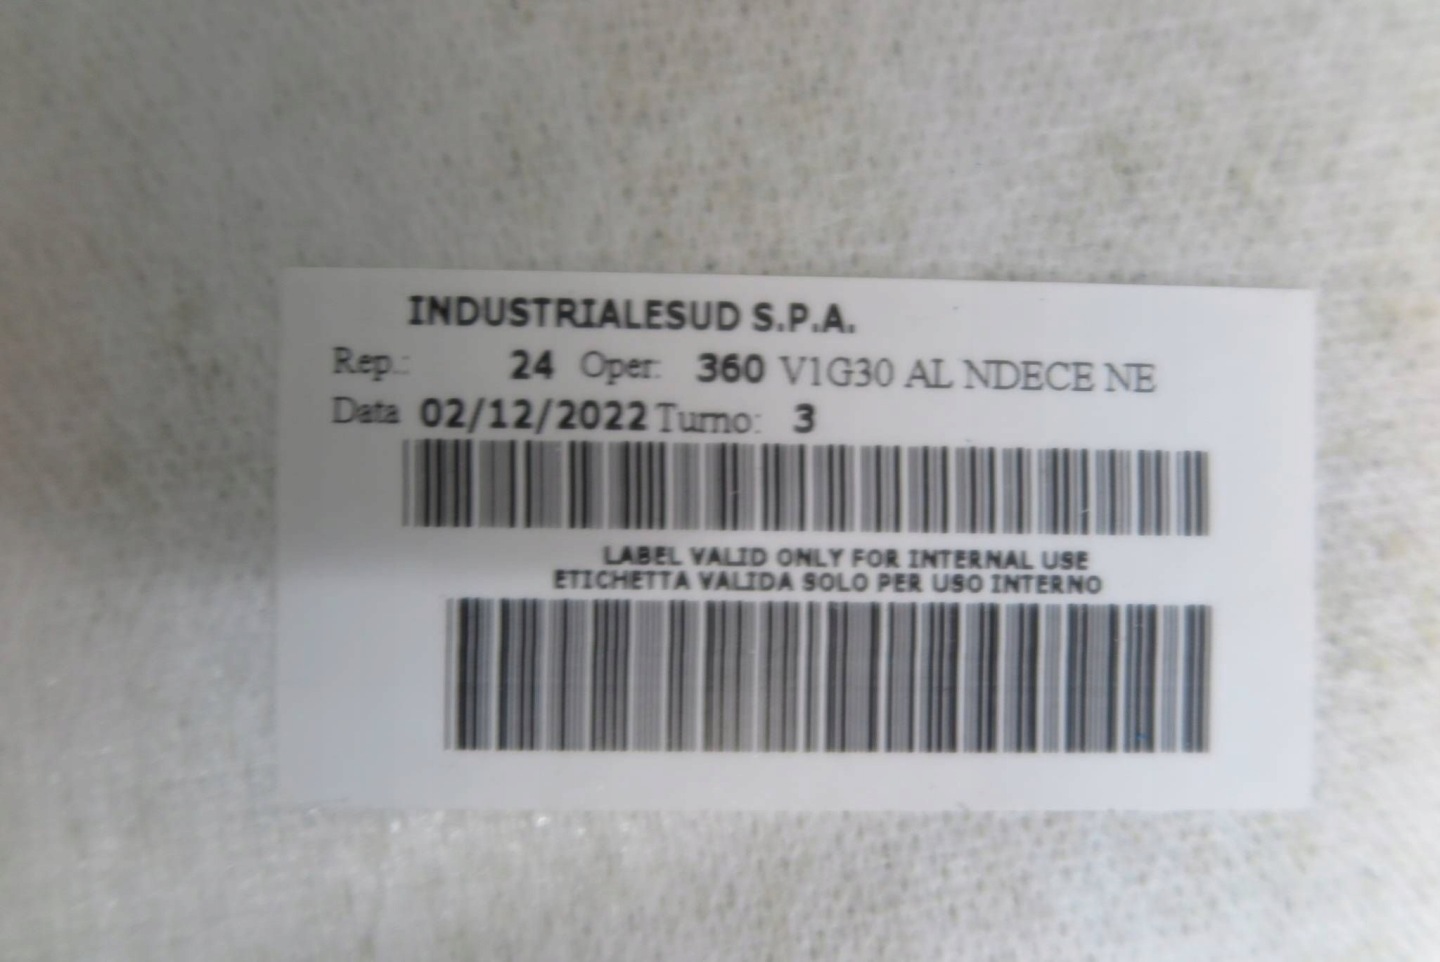 INDUSTRIALESUD S.P.A.
Rep.: 24 Oper: 360 V1G30 AL NDECE NE
Data 02/12/2022 Turno: 3
LABEL VALID ONLY FOR INTERNAL USE
ETICHETTA VALIDA SOLO PER USO INTERNO